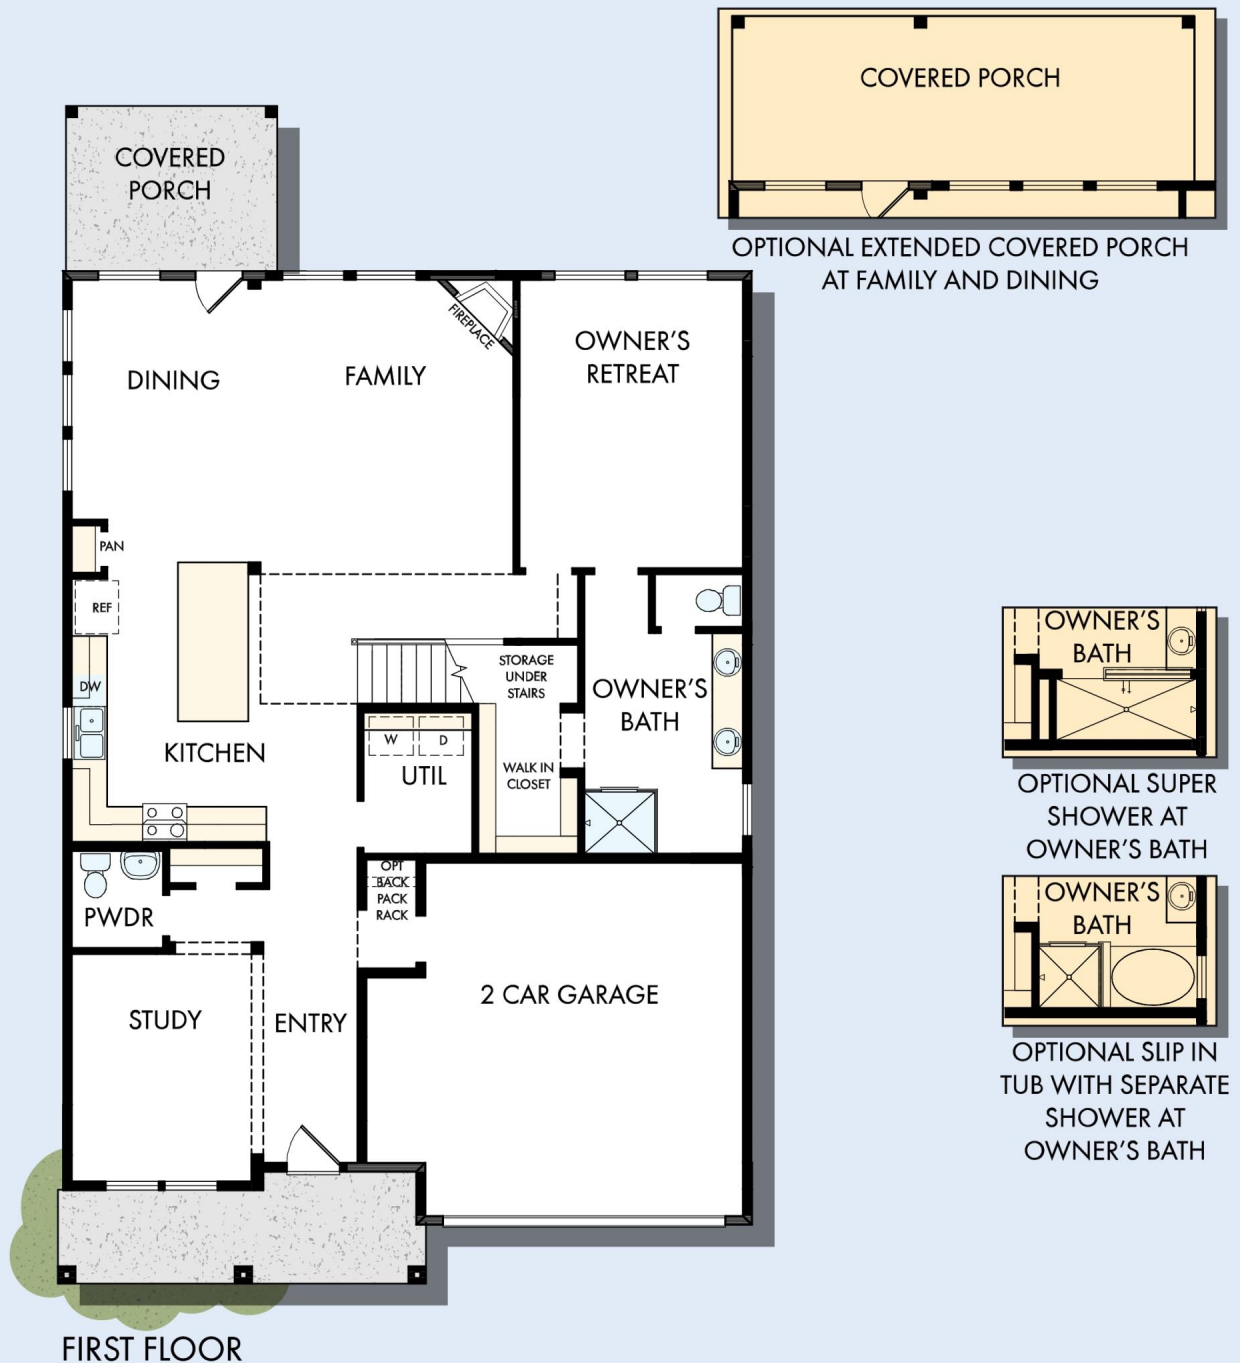 COVERED PORCH
OPTIONAL EXTENDED COVERED PORCH
AT FAMILY AND DINING
COVERED
PORCH
FIREPLACE
OWNER'S
RETREAT
DINING
FAMILY
PAN
REF
DW
STORAGE
UNDER
STAIRS
OWNER'S
BATH
W
D
KITCHEN
UTIL
WALK IN
CLOSET
OPT
BACK
PACK
RACK
PWDR
2 CAR GARAGE
STUDY
ENTRY
OWNER'S
BATH
OPTIONAL SUPER
SHOWER AT
OWNER'S BATH
OWNER'S
BATH
OPTIONAL SLIP IN
TUB WITH SEPARATE
SHOWER AT
OWNER'S BATH
FIRST FLOOR